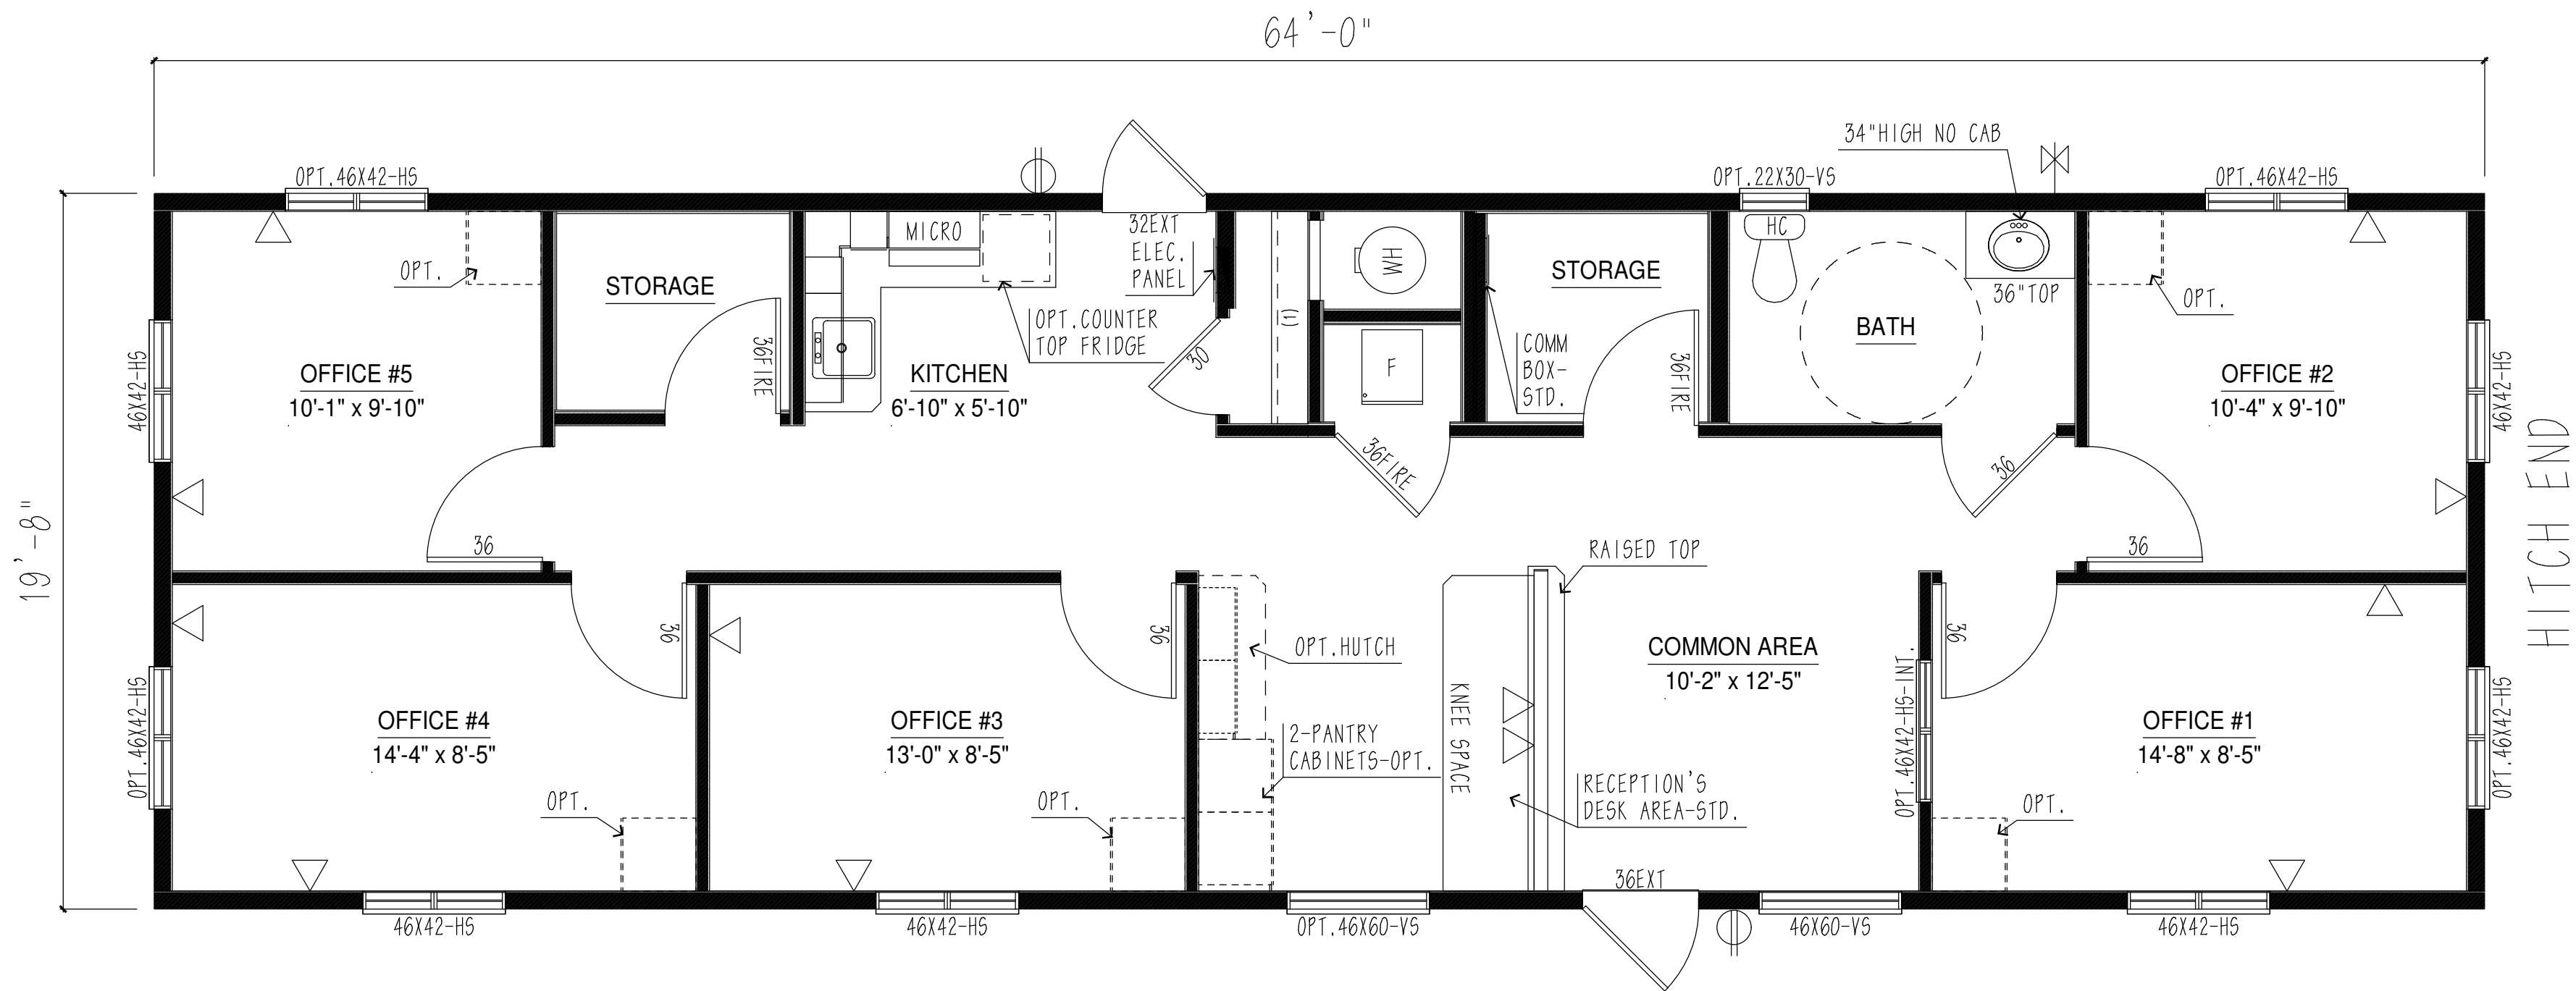 64'-0"
34"HIGH NO CAB
OPT.46X42-HS
OPT.22X30-VS
OPT.46X42-HS
32EXT
ELEC.
PANEL
MICRO
HC
OPT.
STORAGE
OPT.COUNTER
TOP FRIDGE
(1)
WH
STORAGE
36"TOP
OPT.
BATH
46X42-HS
OFFICE #5
10'-1" x 9'-10"
36FIRE
KITCHEN
6'-10" x 5'-10"
30
F
COMM
BOX-
STD.
36FIRE
OFFICE #2
10'-4" x 9'-10"
46X42-HS
36FIRE
36
HITCH END
19'-8"
36
36
RAISED TOP
36
36
36
OPT.HUTCH
COMMON AREA
10'-2" x 12'-5"
OPT.46X42-HS
OFFICE #4
14'-4" x 8'-5"
OFFICE #3
13'-0" x 8'-5"
2-PANTRY
CABINETS-OPT.
KNEE SPACE
OPT.46X42-HS-INT.
OFFICE #1
14'-8" x 8'-5"
OPT.46X42-HS
RECEPTION'S
DESK AREA-STD.
OPT.
OPT.
OPT.
36EXT
46X42-HS
46X42-HS
OPT.46X60-VS
46X60-VS
46X42-HS